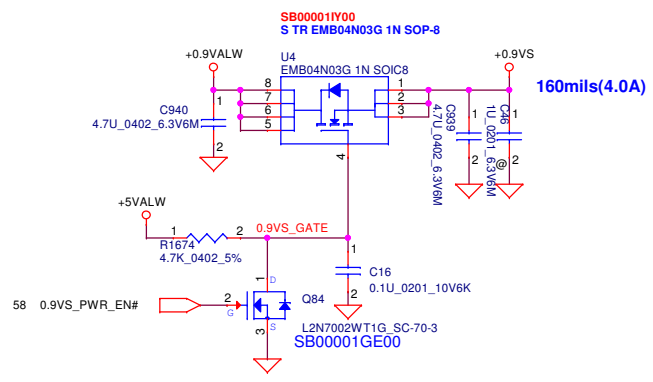 SB00001IY00
S TR EMB04N03G 1N SOP-8
+0.9VALW
U4
EMB04N03G 1N SOIC8
+0.9VS
160mils(4.0A)
8
7
6
5
1
2
3
4
1
C940
4.7U_0402_6.3V6M
2
1
C939
4.7U_0402_6.3V6M
2
1
C46
1U_0201_6.3V6M
@
2
+5VALW
1
2
R1674
4.7K_0402_5%
0.9VS_GATE
1
C16
0.1U_0201_10V6K
2
58
0.9VS_PWR_EN#
2
G
1
D
Q84
3
S
L2N7002WT1G_SC-70-3
SB00001GE00